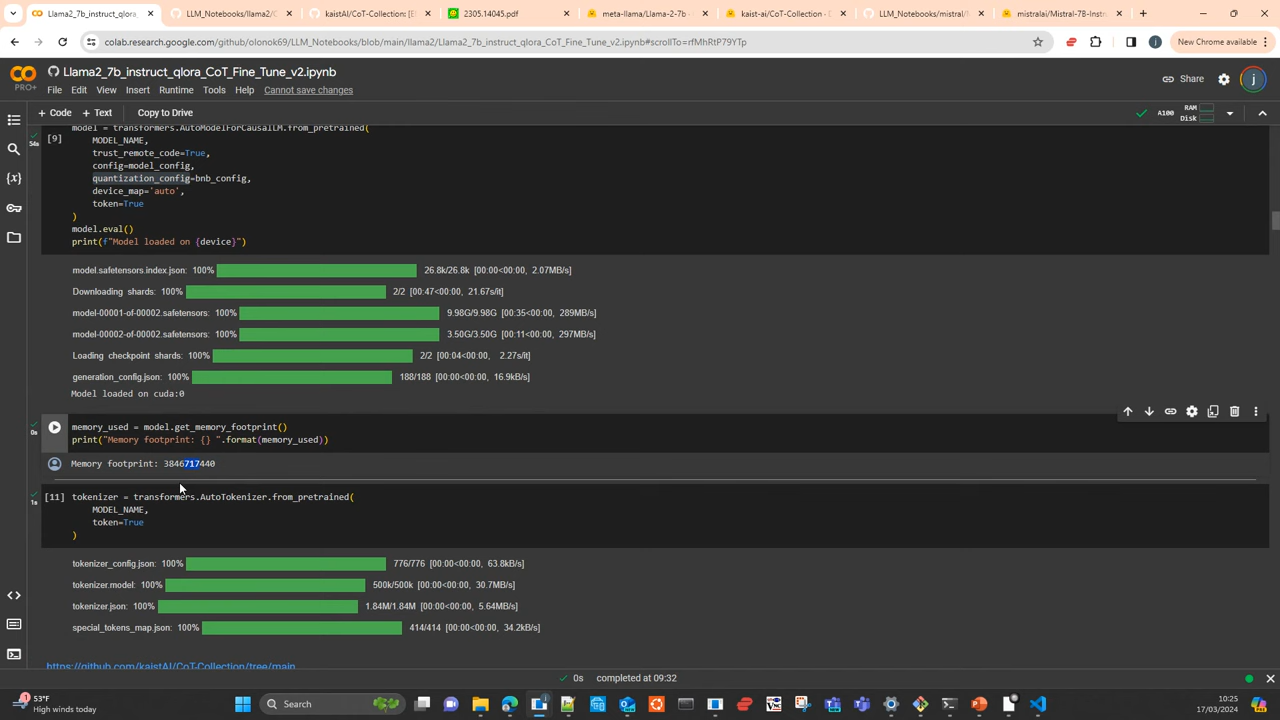 Llama2_7b_instruct_qlora_Co
LLM_Notebooks/llama2/
kaistAI/CoT-Collection: [E
2305.14045.pdf
meta-llama/Llama-2-7b
kaist-ai/CoT-Collection
LLM_Notebooks/mistral/
mistralai/Mistral-7B-Instr
colab.research.google.com/github/olonok69/LLM_Notebooks/blob/main/llama2/Llama2_7b_instruct_qlora_CoT_Fine_Tune_v2.ipynb#scrollTo=rfMhRtP79YTp
New Chrome available
Llama2_7b_instruct_qlora_CoT_Fine_Tune_v2.ipynb
PRO+
File Edit View Insert Runtime Tools Help Cannot save changes
Share
j
+ Code + Text Copy to Drive
A100 RAM Disk
model = transformers.AutoModelForCausalLM.from_pretrained(
[9] MODEL_NAME,
54s trust_remote_code=True,
config=model_config,
quantization_config=bnb_config,
device_map='auto',
token=True
)
model.eval()
print(f"Model loaded on {device}")
model.safetensors.index.json: 100% 26.8k/26.8k [00:00<00:00, 2.07MB/s]
Downloading shards: 100% 2/2 [00:47<00:00, 21.67s/it]
model-00001-of-00002.safetensors: 100% 9.98G/9.98G [00:35<00:00, 289MB/s]
model-00002-of-00002.safetensors: 100% 3.50G/3.50G [00:11<00:00, 297MB/s]
Loading checkpoint shards: 100% 2/2 [00:04<00:00, 2.27s/it]
generation_config.json: 100% 188/188 [00:00<00:00, 16.9kB/s]
Model loaded on cuda:0
memory_used = model.get_memory_footprint()
0s print("Memory footprint: {} ".format(memory_used))
Memory footprint: 3846717440
[11] tokenizer = transformers.AutoTokenizer.from_pretrained(
1s MODEL_NAME,
token=True
)
tokenizer_config.json: 100% 776/776 [00:00<00:00, 63.8kB/s]
tokenizer.model: 100% 500k/500k [00:00<00:00, 30.7MB/s]
tokenizer.json: 100% 1.84M/1.84M [00:00<00:00, 5.64MB/s]
special_tokens_map.json: 100% 414/414 [00:00<00:00, 34.2kB/s]
https://github.com/kaistAI/CoT-Collection/tree/main
0s completed at 09:32
53°F
High winds today
Search
10:25
17/03/2024